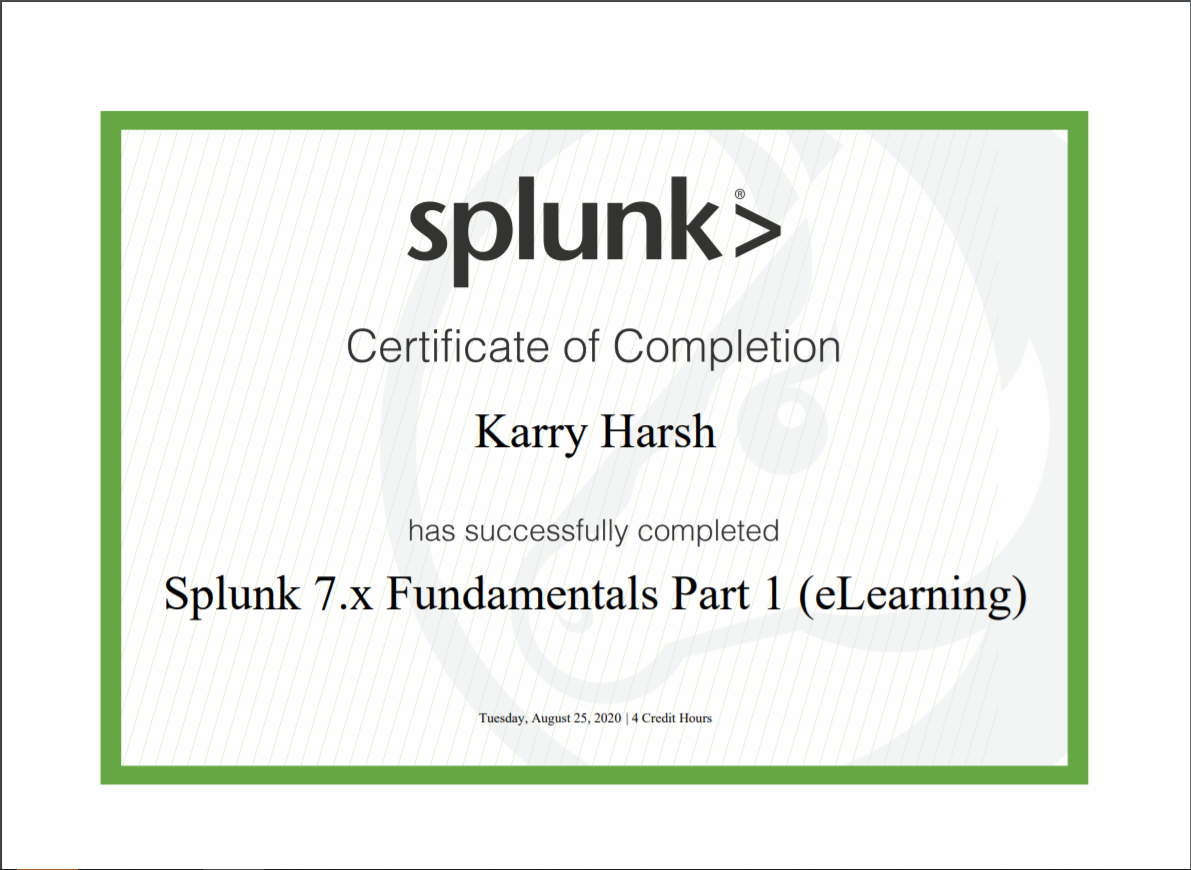 splunk>®
Certificate of Completion
Karry Harsh
has successfully completed
Splunk 7.x Fundamentals Part 1 (eLearning)
Tuesday, August 25, 2020 | 4 Credit Hours